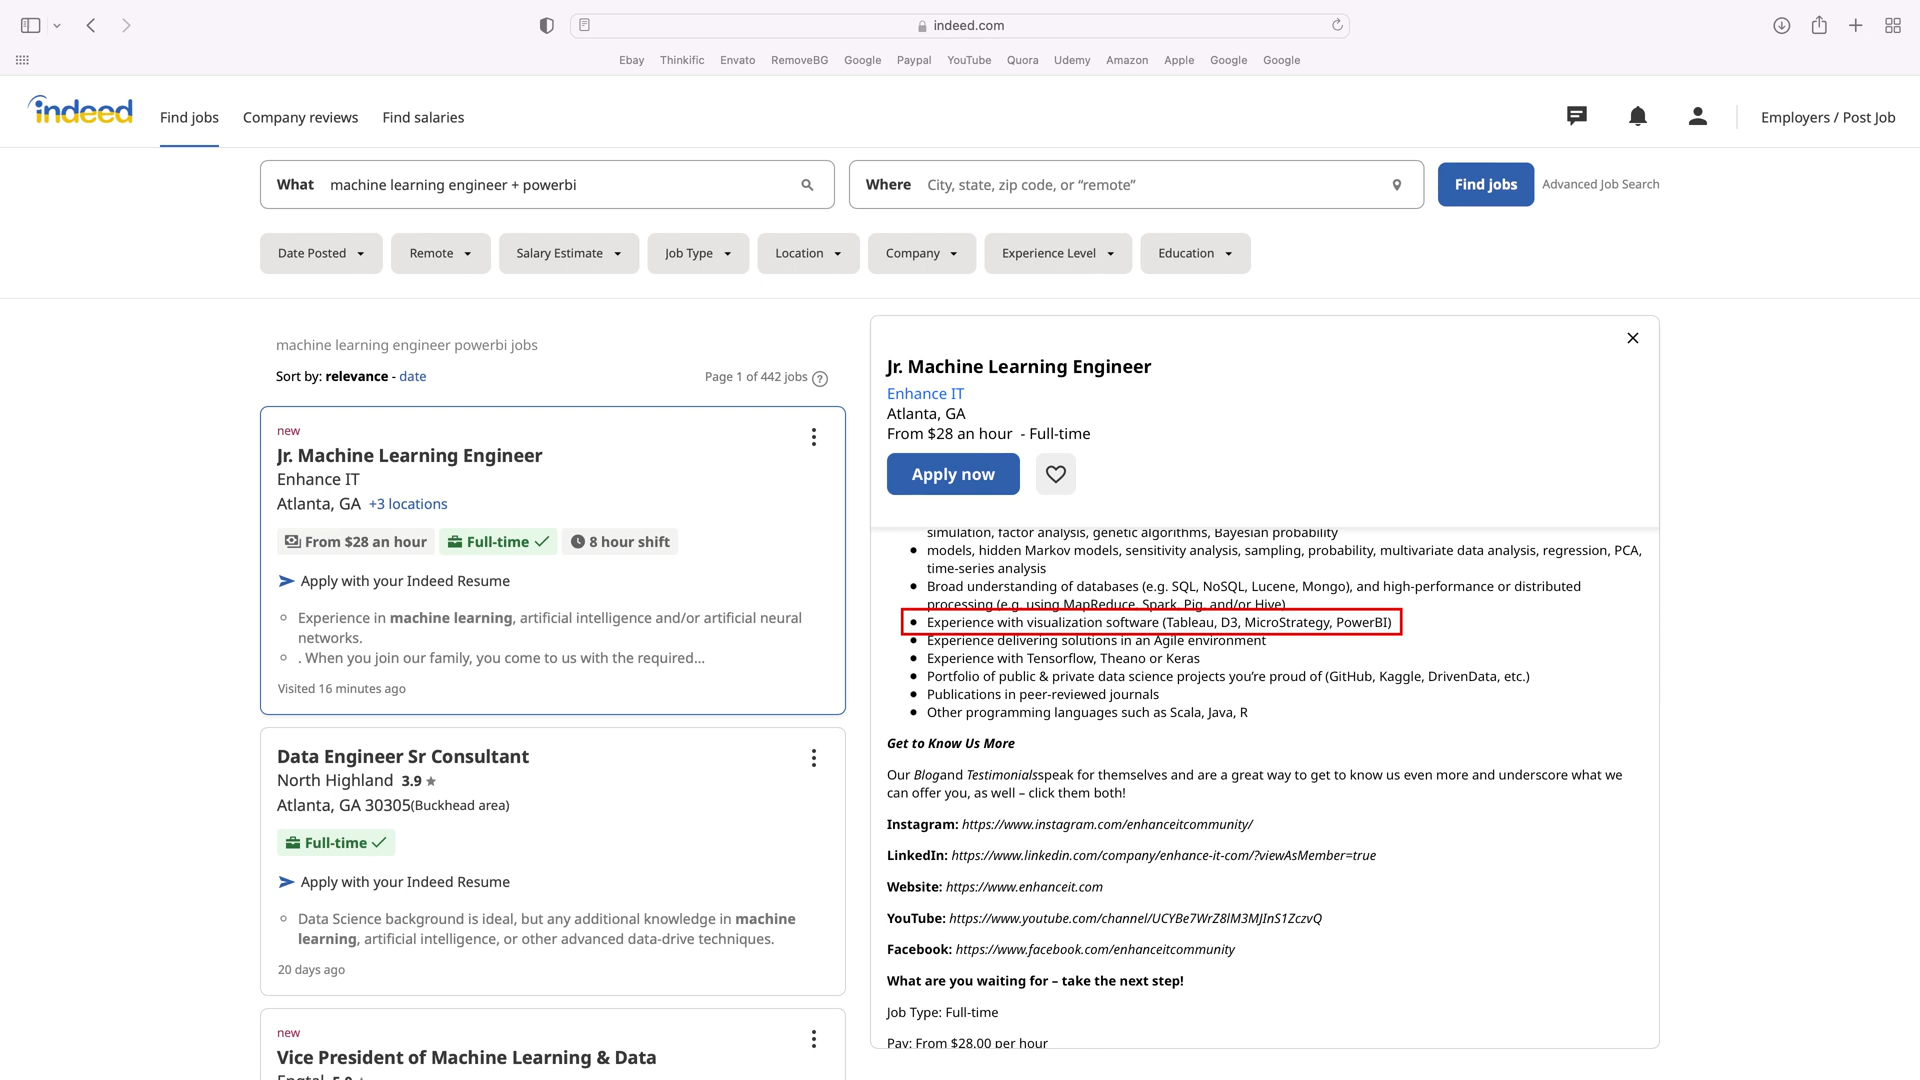 indeed.com
Ebay Thinkific Envato RemoveBG Google Paypal YouTube Quora Udemy Amazon Apple Google Google
indeed
Find jobs Company reviews Find salaries
Employers / Post Job
What machine learning engineer + powerbi
Where City, state, zip code, or “remote”
Find jobs
Advanced Job Search
Date Posted Remote Salary Estimate Job Type Location Company Experience Level Education
machine learning engineer powerbi jobs
Sort by: relevance - date
Page 1 of 442 jobs ?
new
Jr. Machine Learning Engineer
Enhance IT
Atlanta, GA +3 locations
From $28 an hour Full-time 8 hour shift
Apply with your Indeed Resume
Experience in machine learning, artificial intelligence and/or artificial neural
networks.
. When you join our family, you come to us with the required...
Visited 16 minutes ago
Data Engineer Sr Consultant
North Highland 3.9
Atlanta, GA 30305(Buckhead area)
Full-time
Apply with your Indeed Resume
Data Science background is ideal, but any additional knowledge in machine
learning, artificial intelligence, or other advanced data-drive techniques.
20 days ago
new
Vice President of Machine Learning & Data
Jr. Machine Learning Engineer
Enhance IT
Atlanta, GA
From $28 an hour - Full-time
Apply now
simulation, factor analysis, genetic algorithms, Bayesian probability
models, hidden Markov models, sensitivity analysis, sampling, probability, multivariate data analysis, regression, PCA,
time-series analysis
Broad understanding of databases (e.g. SQL, NoSQL, Lucene, Mongo), and high-performance or distributed
processing (e.g. using MapReduce, Spark, Pig, and/or Hive)
Experience with visualization software (Tableau, D3, MicroStrategy, PowerBI)
Experience delivering solutions in an Agile environment
Experience with Tensorflow, Theano or Keras
Portfolio of public & private data science projects you’re proud of (GitHub, Kaggle, DrivenData, etc.)
Publications in peer-reviewed journals
Other programming languages such as Scala, Java, R
Get to Know Us More
Our Blogand Testimonialsspeak for themselves and are a great way to get to know us even more and underscore what we
can offer you, as well – click them both!
Instagram: https://www.instagram.com/enhanceitcommunity/
LinkedIn: https://www.linkedin.com/company/enhance-it-com/?viewAsMember=true
Website: https://www.enhanceit.com
YouTube: https://www.youtube.com/channel/UCYBe7WrZ8lM3MJInS1ZczvQ
Facebook: https://www.facebook.com/enhanceitcommunity
What are you waiting for – take the next step!
Job Type: Full-time
Pay: From $28.00 per hour